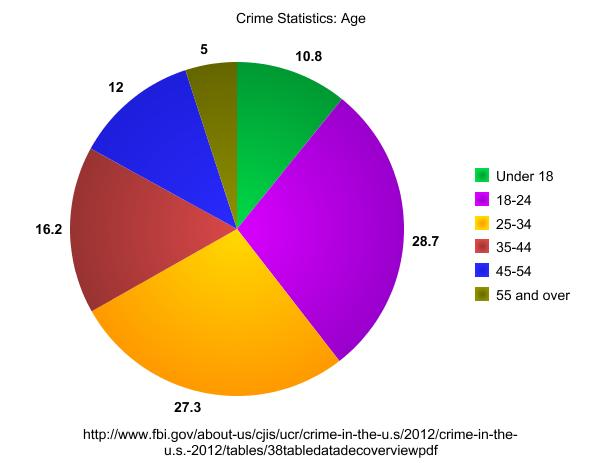 Crime Statistics: Age
5
10.8
12
16.2
28.7
27.3
Under 18
18-24
25-34
35-44
45-54
55 and over
http://www.fbi.gov/about-us/cjis/ucr/crime-in-the-u.s/2012/crime-in-the-
u.s.-2012/tables/38tabledatadecoverviewpdf